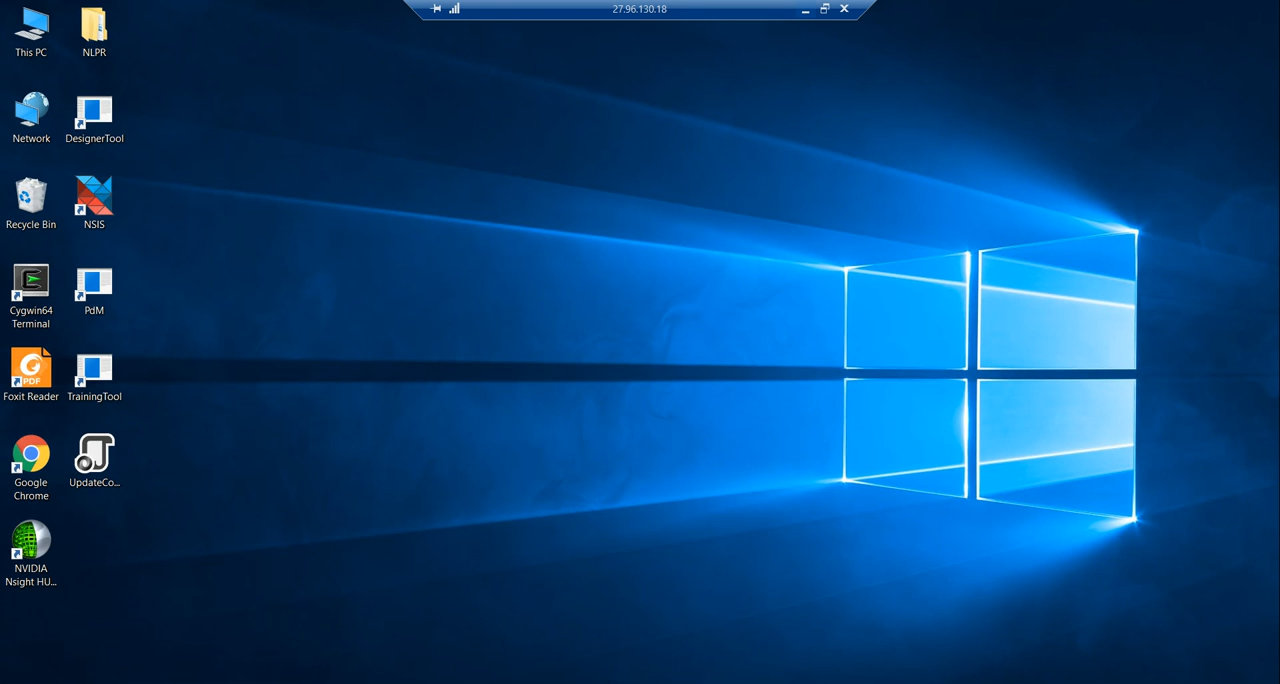 27.96.130.18
This PC
NLPR
Network
DesignerTool
Recycle Bin
NSIS
Cygwin64
Terminal
PdM
PDF
Foxit Reader
TrainingTool
Google
Chrome
UpdateCo...
NVIDIA
Nsight HU...